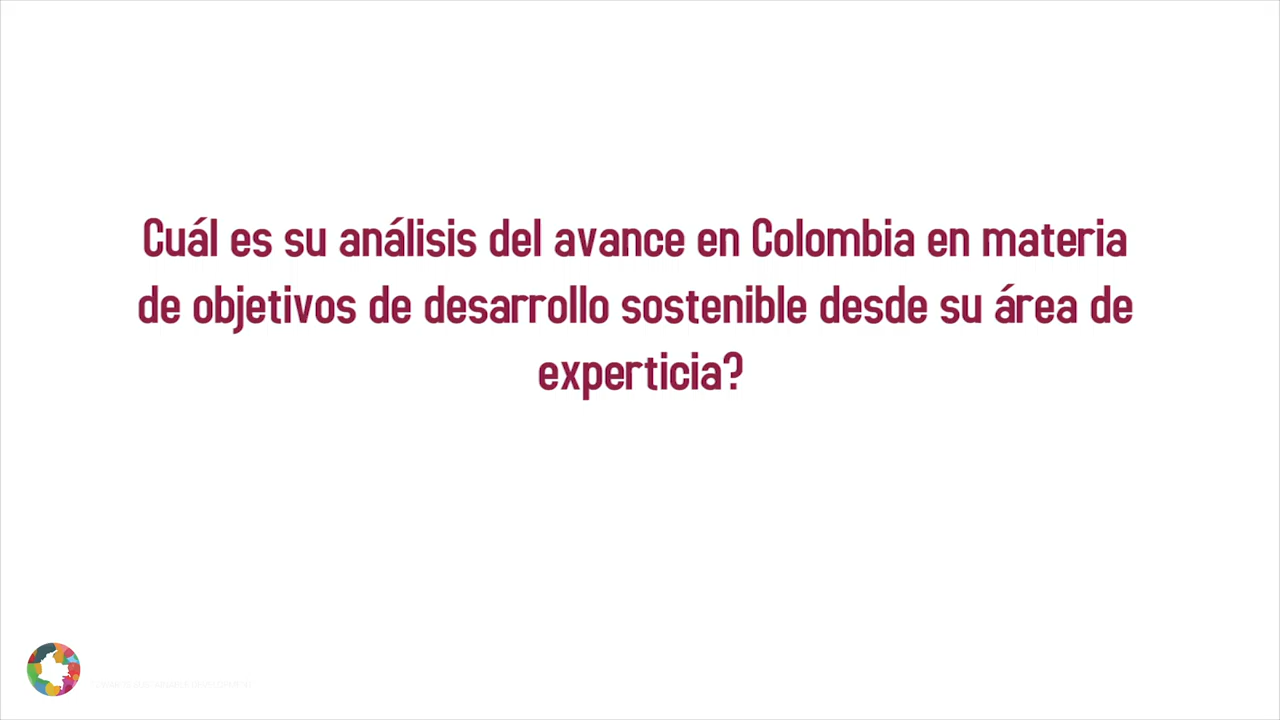 Cuál es su análisis del avance en Colombia en materia
de objetivos de desarrollo sostenible desde su área de
experticia?